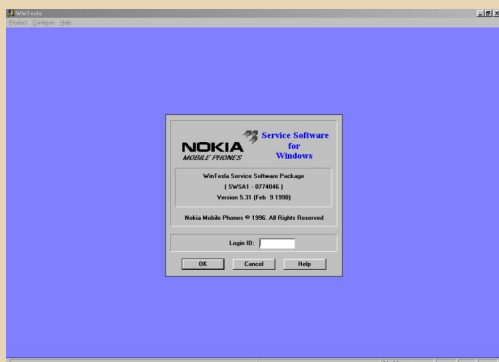 WinTesla
Product Configure Help
NOKIA
MOBILE PHONES
Service Software
for
Windows
WinTesla Service Software Package
( SWSA1 - 0774046 )
Version 5.31 (Feb 9 1998)
Nokia Mobile Phones © 1996. All Rights Reserved
Login ID:
OK Cancel Help